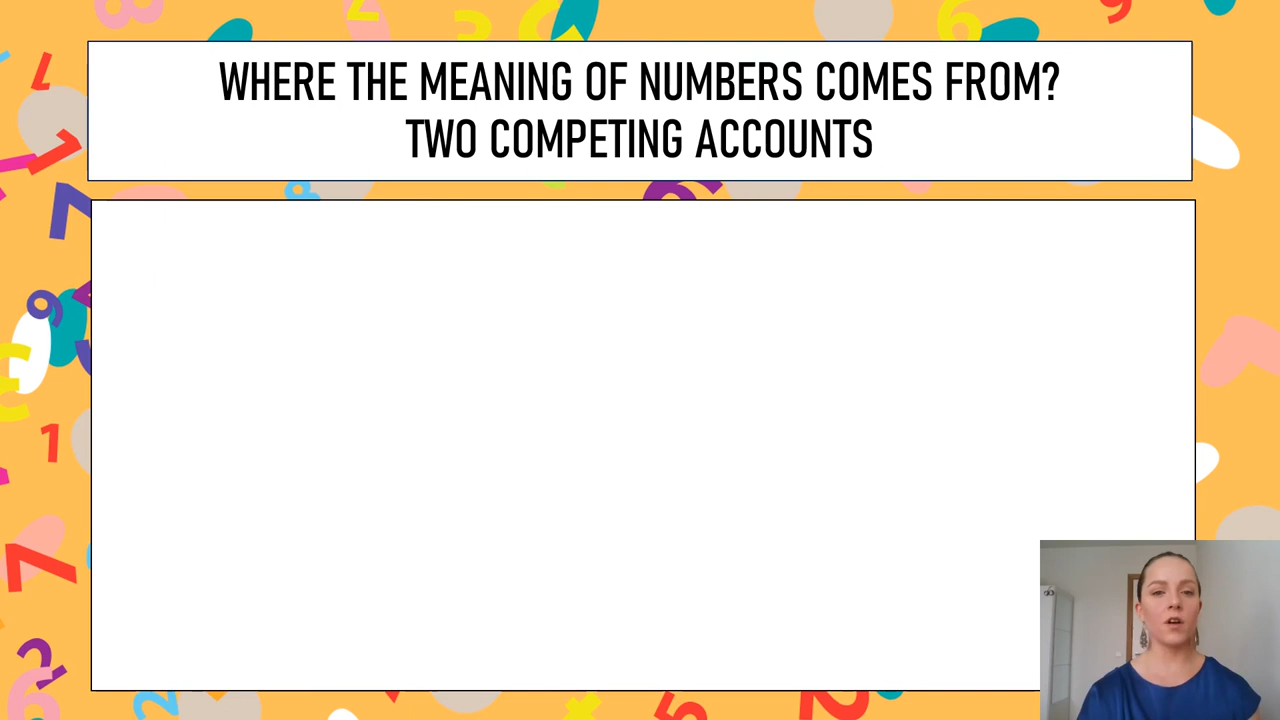 WHERE THE MEANING OF NUMBERS COMES FROM?
TWO COMPETING ACCOUNTS